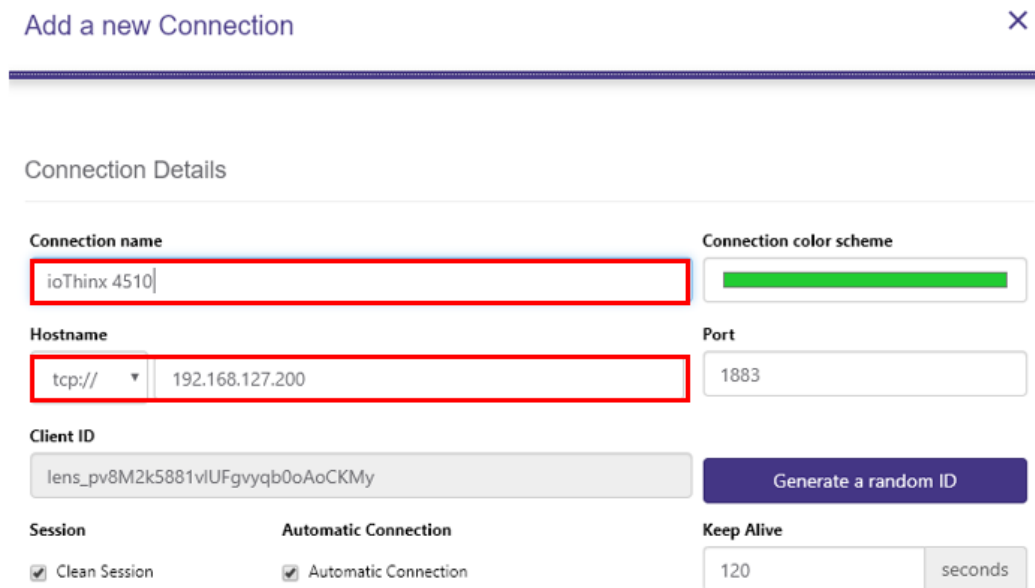 Add a new Connection
Connection Details
Connection name
Connection color scheme
ioThinx 4510
Hostname
Port
tcp://
192.168.127.200
1883
Client ID
lens_pv8M2k5881vlUFgvyqb0oAoCKMy
Generate a random ID
Session
Automatic Connection
Keep Alive
Clean Session
Automatic Connection
120
seconds